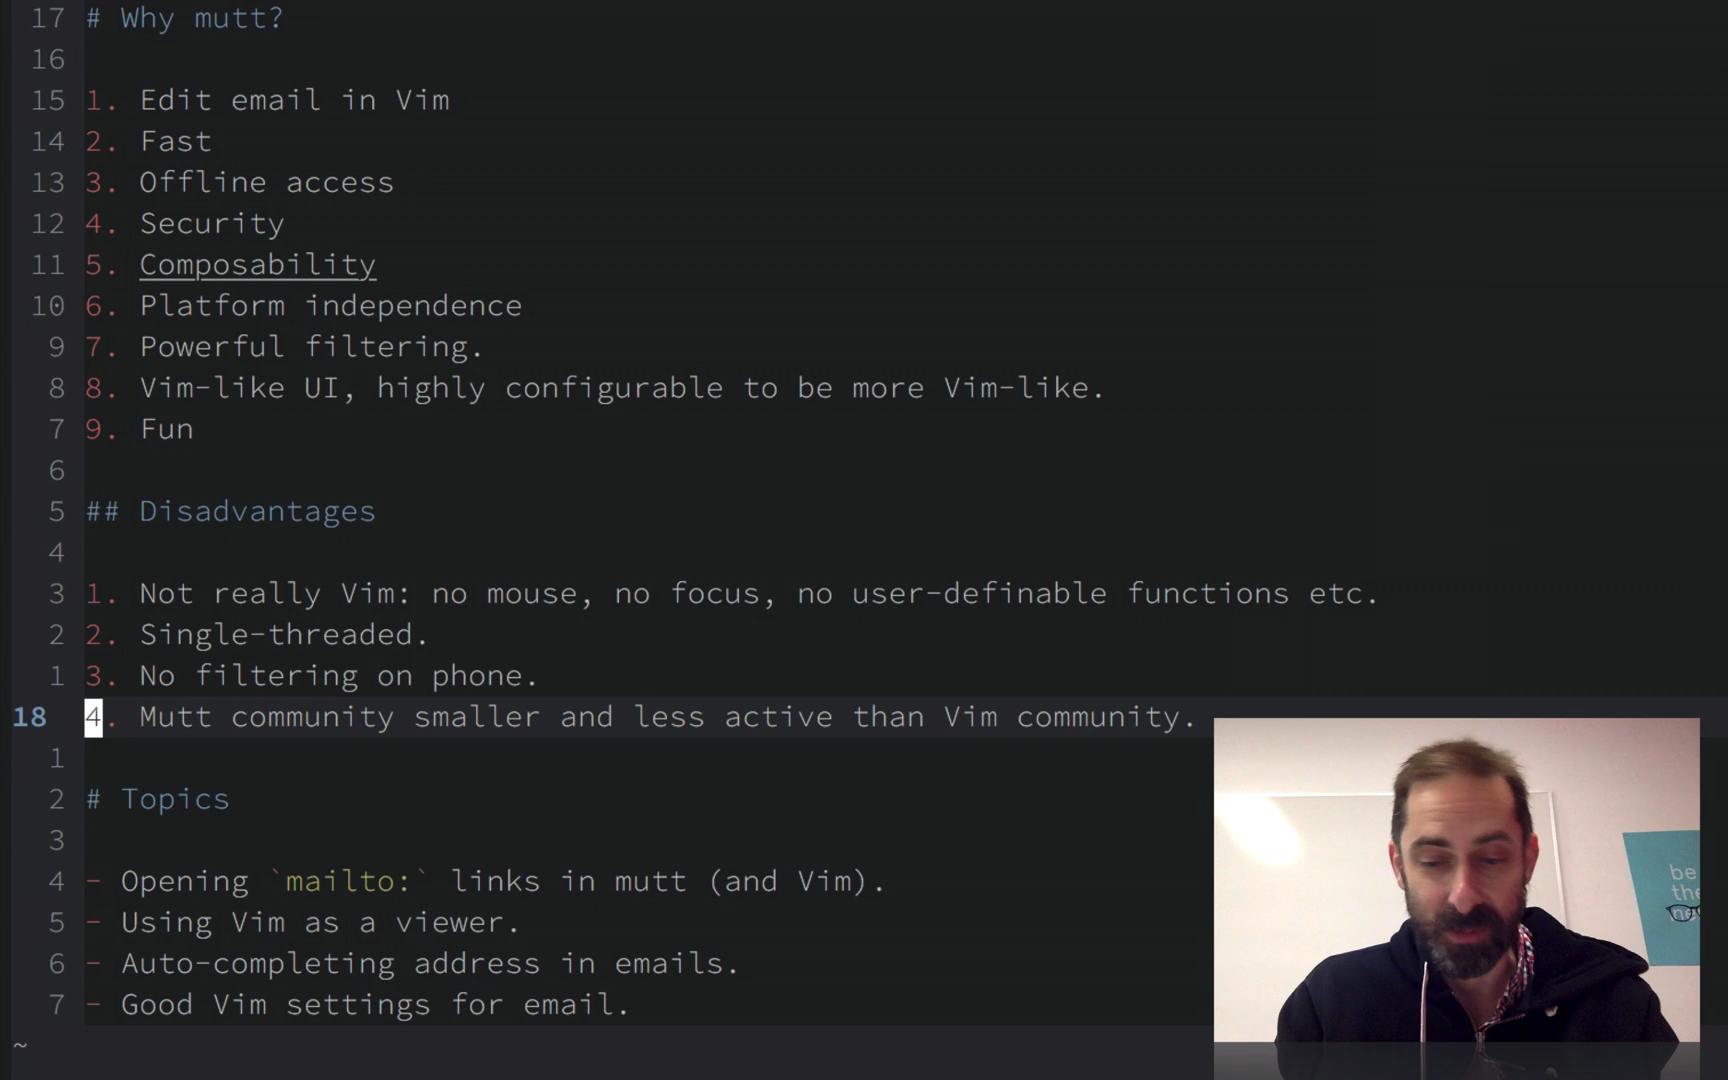 17 # Why mutt?
16
15 1. Edit email in Vim
14 2. Fast
13 3. Offline access
12 4. Security
11 5. Composability
10 6. Platform independence
9 7. Powerful filtering.
8 8. Vim-like UI, highly configurable to be more Vim-like.
7 9. Fun
6
5 ## Disadvantages
4
3 1. Not really Vim: no mouse, no focus, no user-definable functions etc.
2 2. Single-threaded.
1 3. No filtering on phone.
18 4. Mutt community smaller and less active than Vim community.
1
2 # Topics
3
4 - Opening `mailto:` links in mutt (and Vim).
5 - Using Vim as a viewer.
6 - Auto-completing address in emails.
7 - Good Vim settings for email.
~
be
the